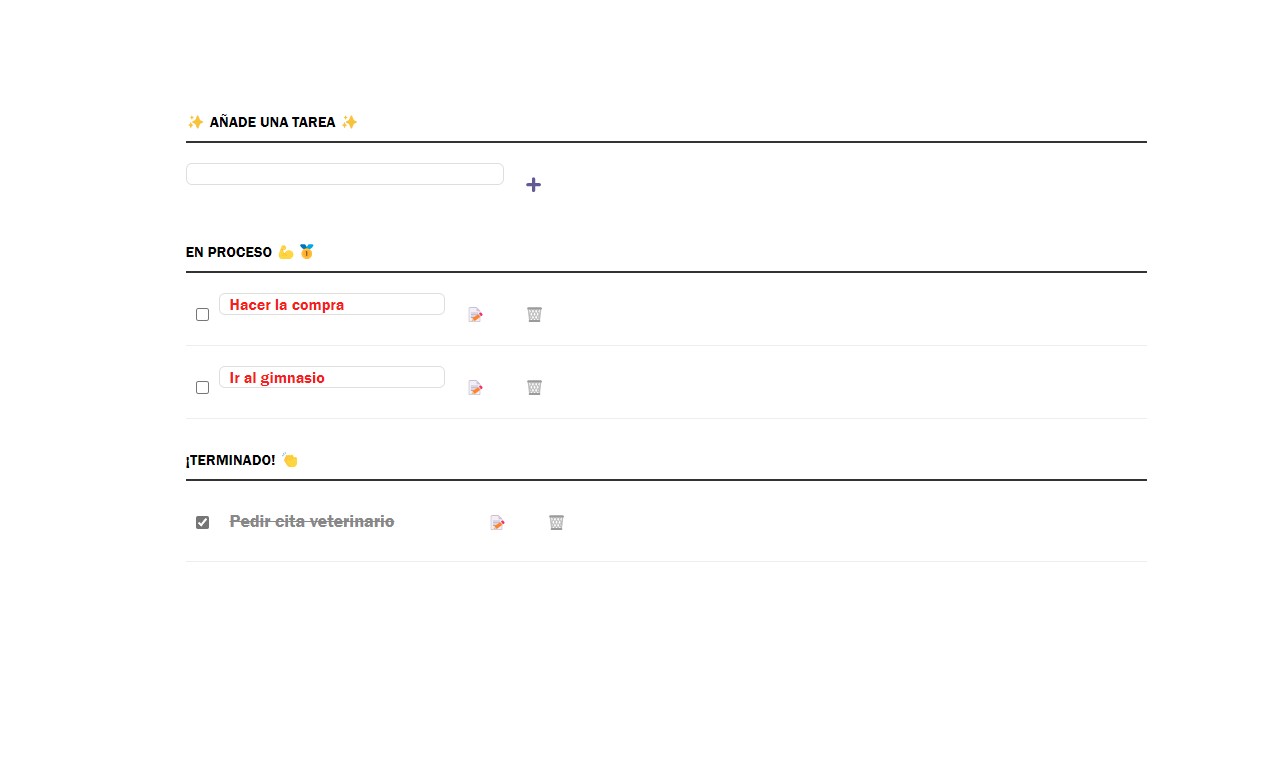 ✨ AÑADE UNA TAREA ✨
EN PROCESO 💪🏅
Hacer la compra
Ir al gimnasio
¡TERMINADO! 👏
Pedir cita veterinario